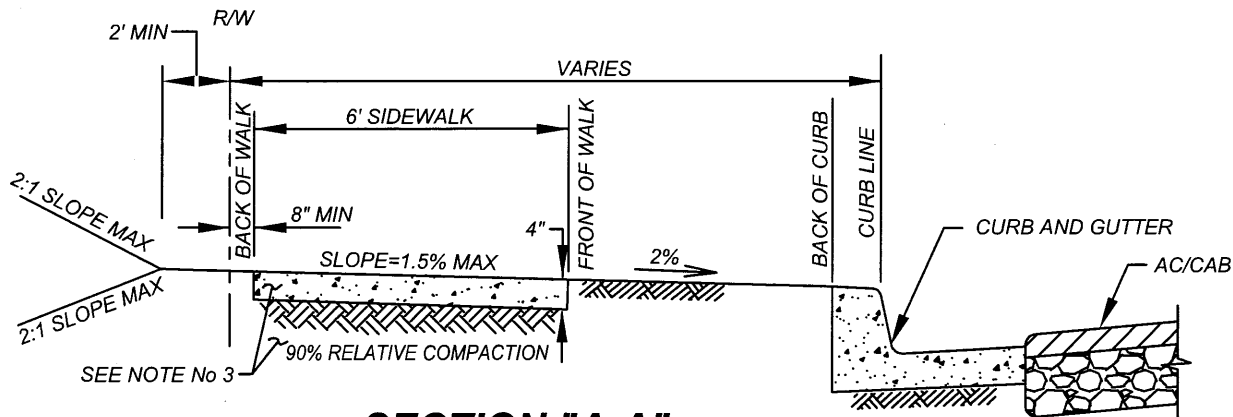 R/W
2' MIN
VARIES
6' SIDEWALK
BACK OF WALK
FRONT OF WALK
BACK OF CURB
CURB LINE
2:1 SLOPE MAX
8" MIN
4"
CURB AND GUTTER
SLOPE=1.5% MAX
2%
AC/CAB
2:1 SLOPE MAX
90% RELATIVE COMPACTION
SEE NOTE No 3